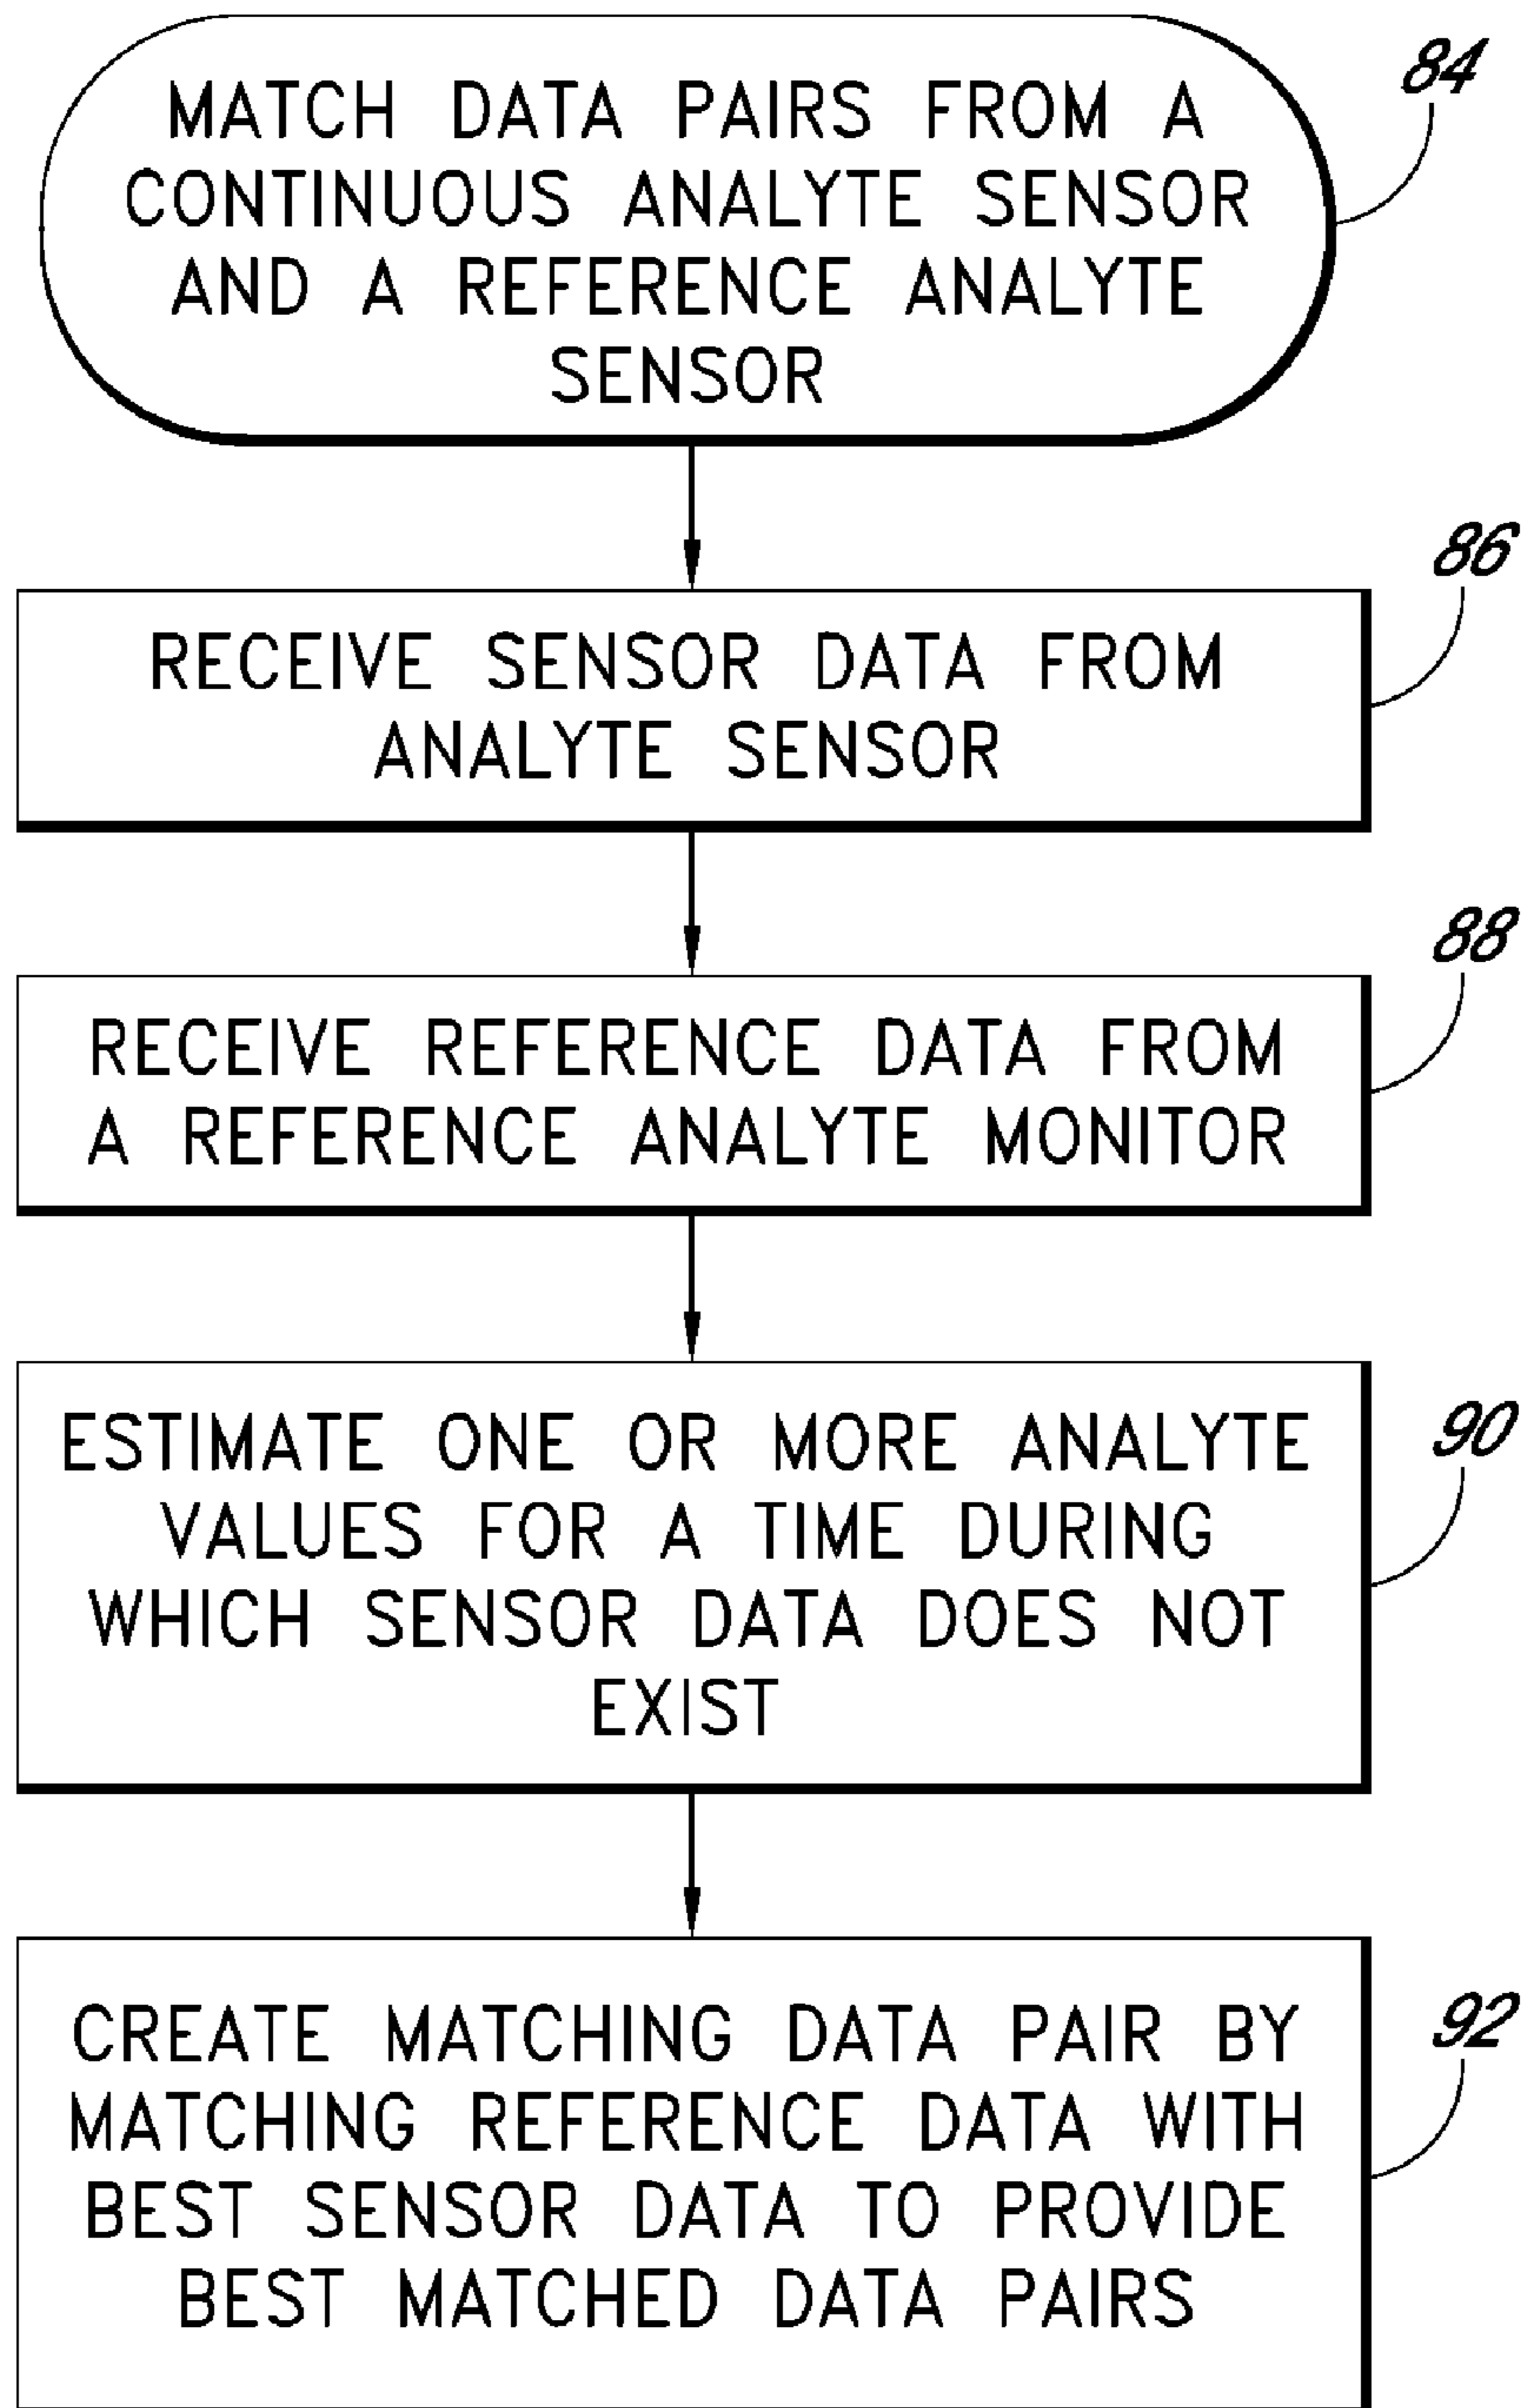 84
MATCH DATA PAIRS FROM A
CONTINUOUS ANALYTE SENSOR
AND A REFERENCE ANALYTE
SENSOR
86
RECEIVE SENSOR DATA FROM
ANALYTE SENSOR
88
RECEIVE REFERENCE DATA FROM
A REFERENCE ANALYTE MONITOR
90
ESTIMATE ONE OR MORE ANALYTE
VALUES FOR A TIME DURING
WHICH SENSOR DATA DOES NOT
EXIST
92
CREATE MATCHING DATA PAIR BY
MATCHING REFERENCE DATA WITH
BEST SENSOR DATA TO PROVIDE
BEST MATCHED DATA PAIRS